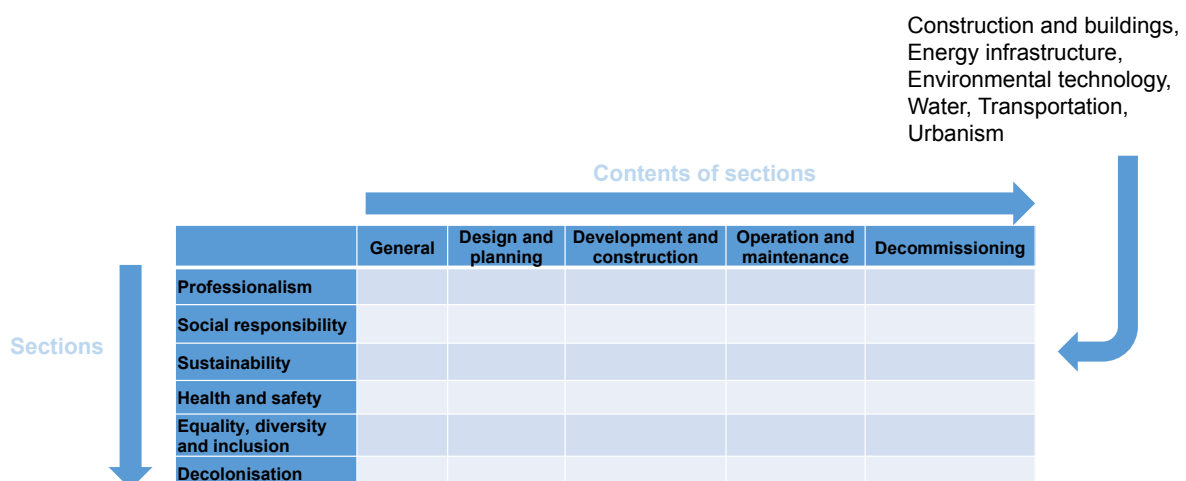 Construction and buildings,
Energy infrastructure,
Environmental technology,
Water, Transportation,
Urbanism
Contents of sections
General
Design and
planning
Development and
construction
Operation and
maintenance
Decommissioning
Sections
Professionalism
Social responsibility
Sustainability
Health and safety
Equality, diversity
and inclusion
Decolonisation